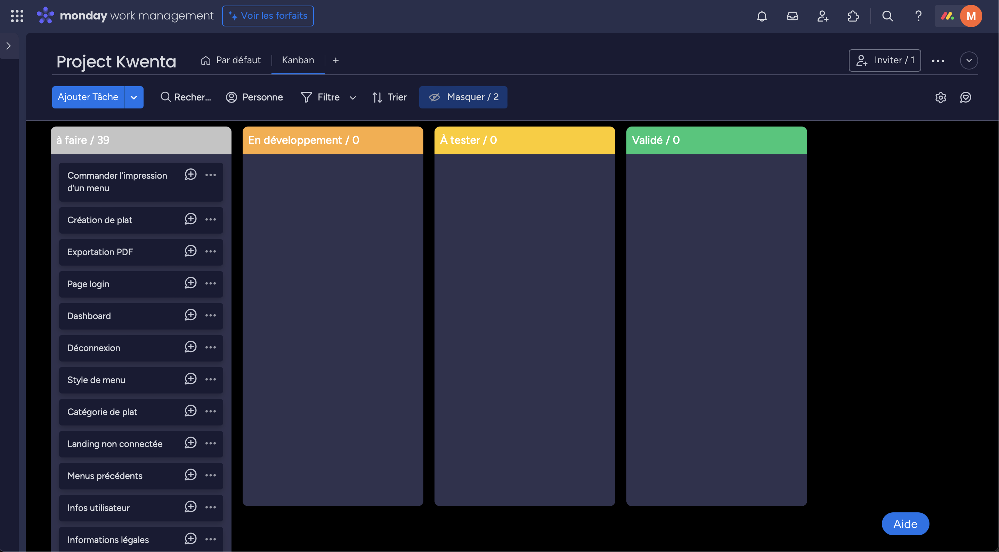 monday work management
Voir les forfaits
M
Project Kwenta
Par défaut
Kanban
Inviter / 1
Ajouter Tâche
Recher...
Personne
Filtre
Trier
Masquer / 2
à faire / 39
En développement / 0
À tester / 0
Validé / 0
Commander l’impression
d’un menu
Création de plat
Exportation PDF
Page login
Dashboard
Déconnexion
Style de menu
Catégorie de plat
Landing non connectée
Menus précédents
Infos utilisateur
Informations légales
Aide